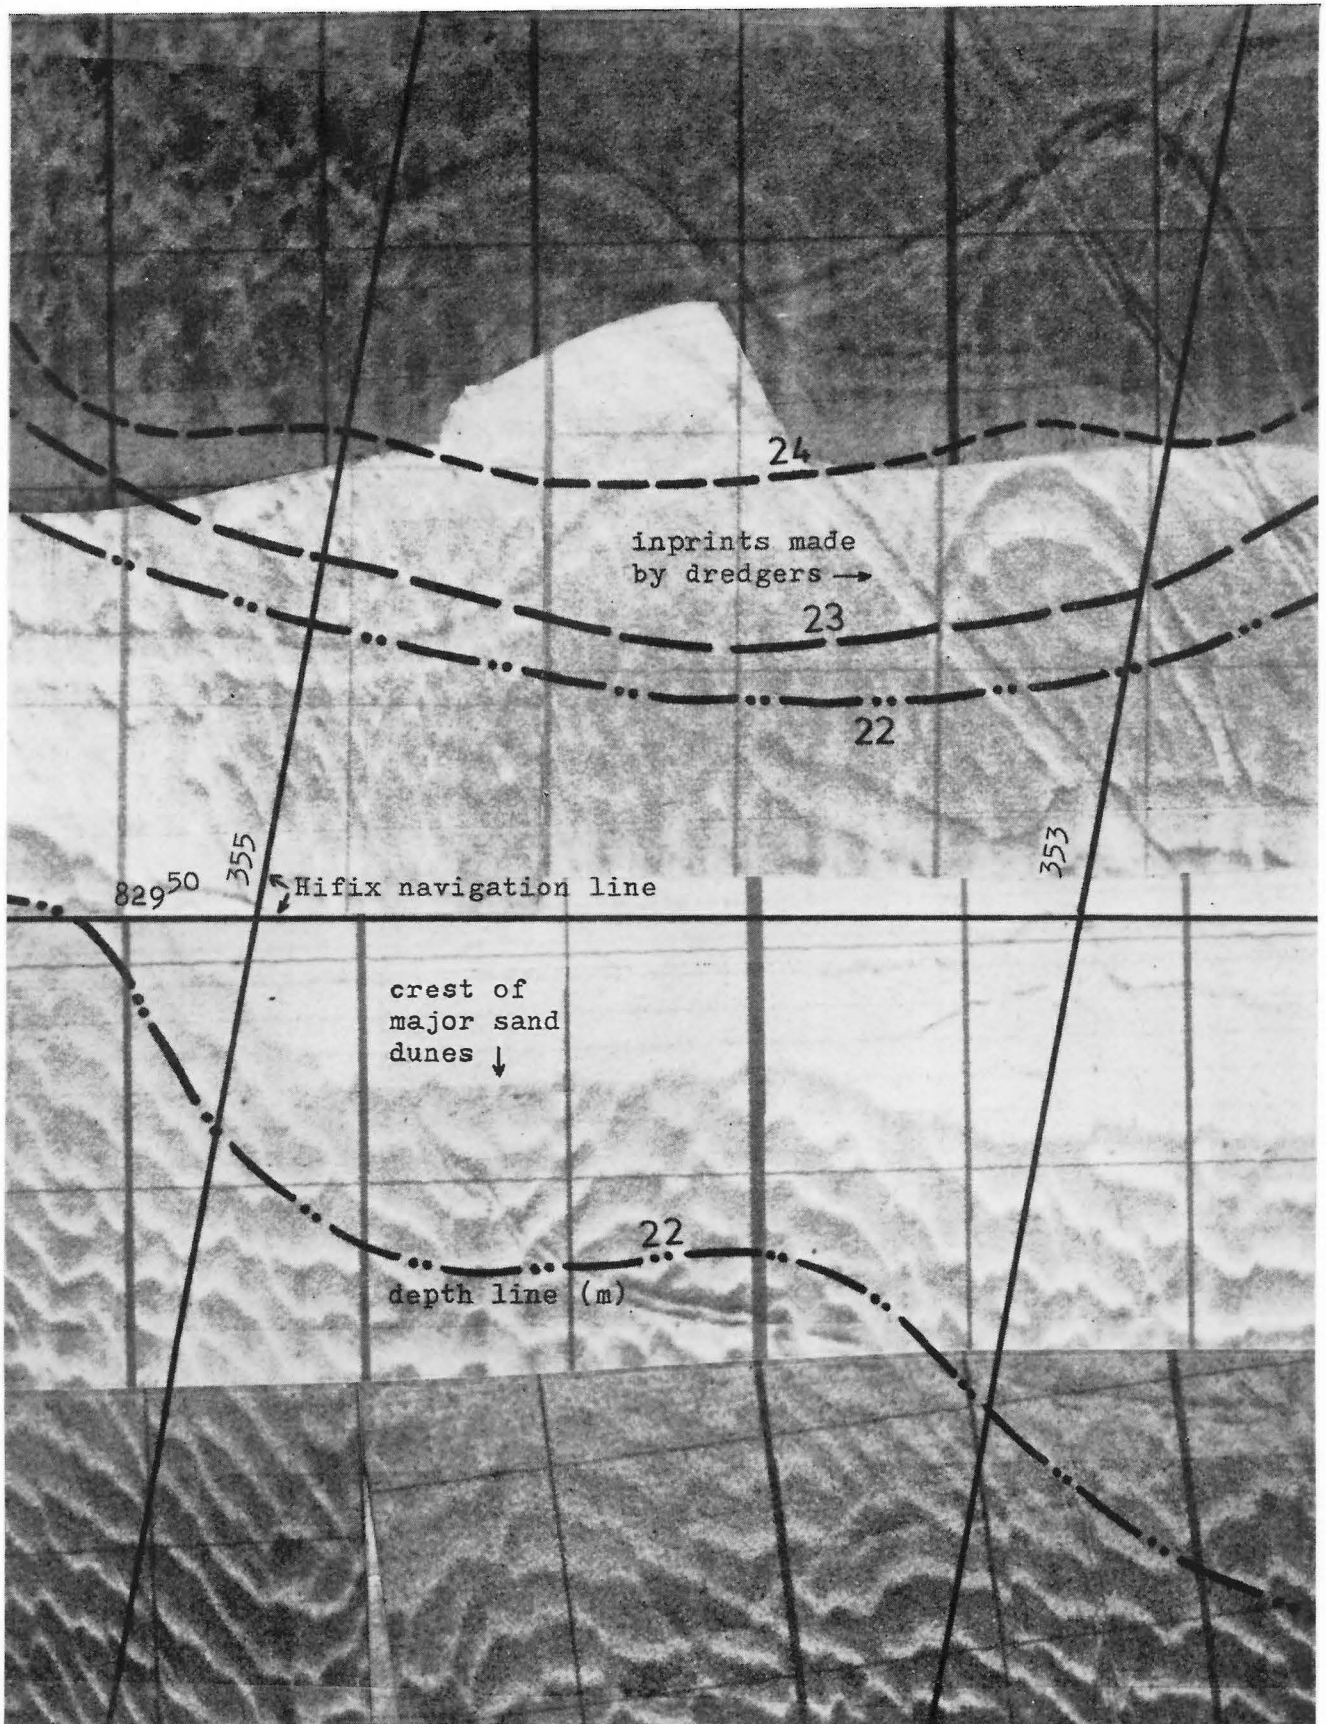 24
inprints made
by dredgers →
23
22
355
353
829⁵⁰
Hifix navigation line
crest of
major sand
dunes ↓
22
depth line (m)